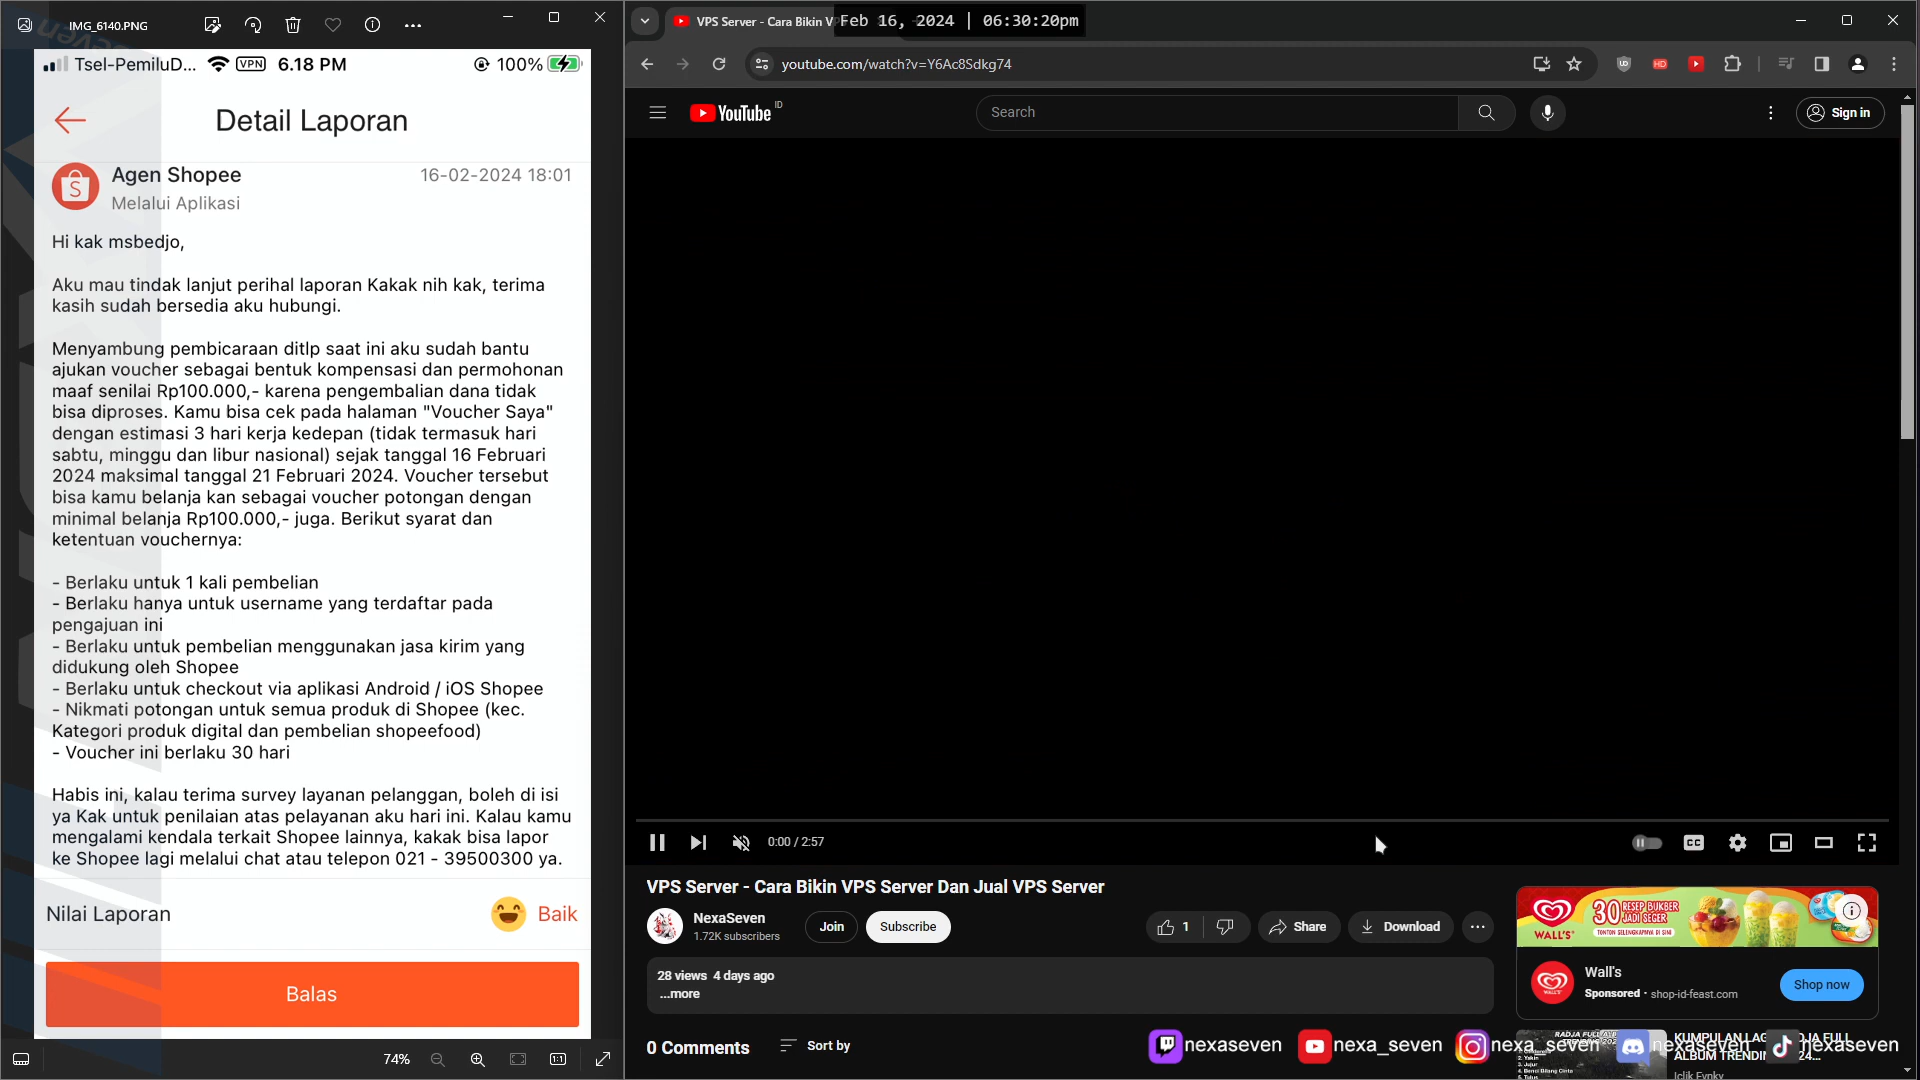 IMG_6140.PNG
Tsel-PemiluD... VPN 6.18 PM 100%
Detail Laporan
Agen Shopee 16-02-2024 18:01
Melalui Aplikasi
Hi kak msbedjo,
Aku mau tindak lanjut perihal laporan Kakak nih kak, terima
kasih sudah bersedia aku hubungi.
Menyambung pembicaraan ditlp saat ini aku sudah bantu
ajukan voucher sebagai bentuk kompensasi dan permohonan
maaf senilai Rp100.000,- karena pengembalian dana tidak
bisa diproses. Kamu bisa cek pada halaman "Voucher Saya"
dengan estimasi 3 hari kerja kedepan (tidak termasuk hari
sabtu, minggu dan libur nasional) sejak tanggal 16 Februari
2024 maksimal tanggal 21 Februari 2024. Voucher tersebut
bisa kamu belanja kan sebagai voucher potongan dengan
minimal belanja Rp100.000,- juga. Berikut syarat dan
ketentuan vouchernya:
- Berlaku untuk 1 kali pembelian
- Berlaku hanya untuk username yang terdaftar pada
pengajuan ini
- Berlaku untuk pembelian menggunakan jasa kirim yang
didukung oleh Shopee
- Berlaku untuk checkout via aplikasi Android / iOS Shopee
- Nikmati potongan untuk semua produk di Shopee (kec.
Kategori produk digital dan pembelian shopeefood)
- Voucher ini berlaku 30 hari
Habis ini, kalau terima survey layanan pelanggan, boleh di isi
ya Kak untuk penilaian atas pelayanan aku hari ini. Kalau kamu
mengalami kendala terkait Shopee lainnya, kakak bisa lapor
ke Shopee lagi melalui chat atau telepon 021 - 39500300 ya.
Nilai Laporan Baik
Balas
74%
VPS Server - Cara Bikin VP
Feb 16, 2024 | 06:30:20pm
youtube.com/watch?v=Y6Ac8Sdkg74
YouTube ID
Search
Sign in
0:00 / 2:57
VPS Server - Cara Bikin VPS Server Dan Jual VPS Server
NexaSeven
1.72K subscribers
Join
Subscribe
1
Share
Download
28 views 4 days ago
...more
0 Comments
Sort by
WALL'S
30 RESEP BUKBER
JADI SEGER
TONTON SELENGKAPNYA DI SINI
Wall's
Sponsored · shop-id-feast.com
Shop now
nexaseven nexa_seven nexa_seven nexaseven nexaseven
ALBUM TRENDIN